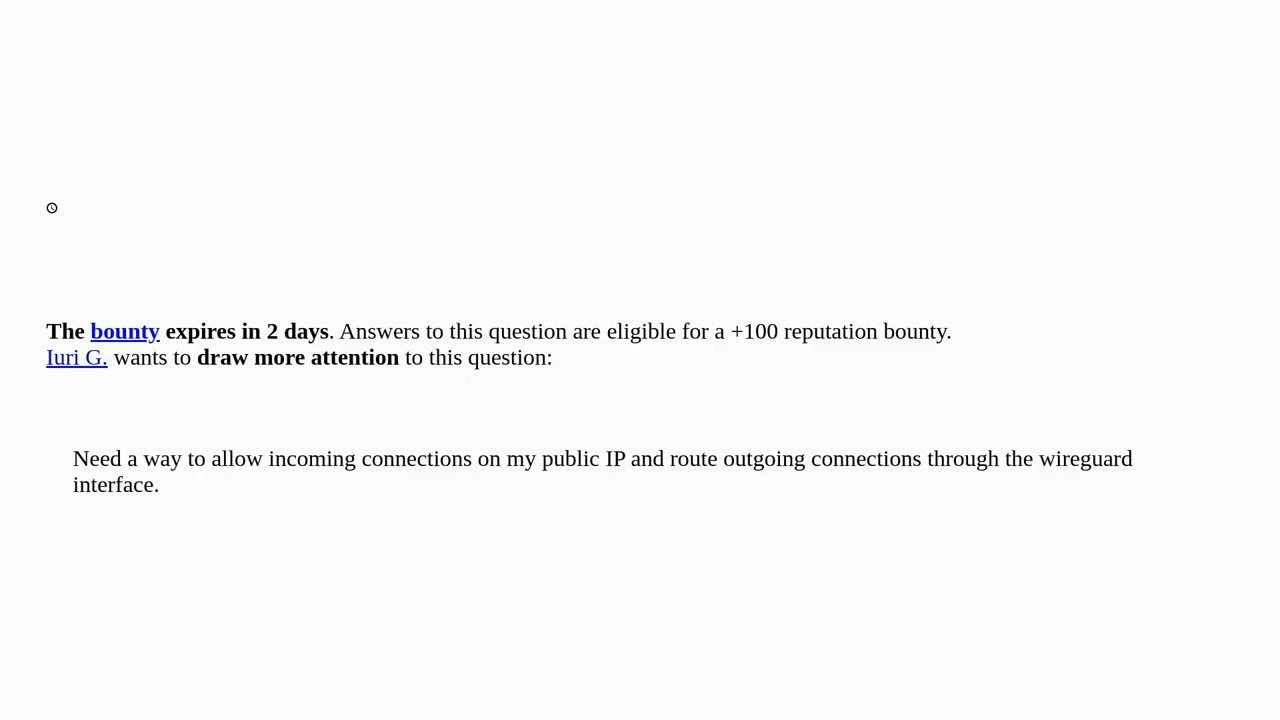 The bounty expires in 2 days. Answers to this question are eligible for a +100 reputation bounty.
Iuri G. wants to draw more attention to this question:
Need a way to allow incoming connections on my public IP and route outgoing connections through the wireguard
interface.